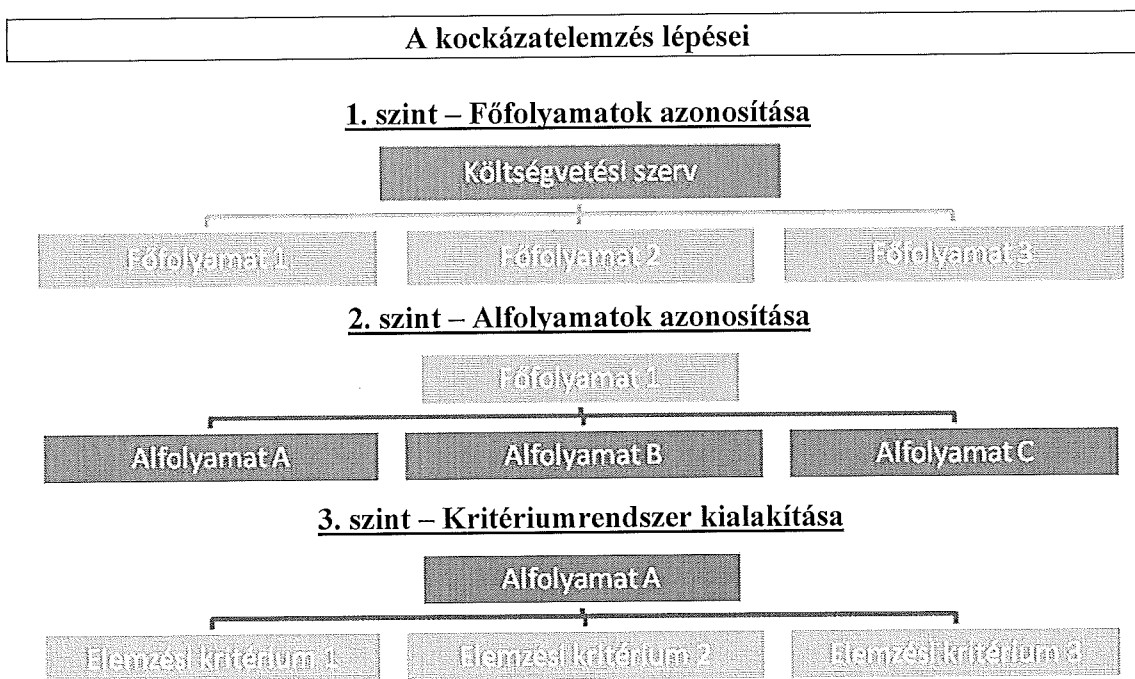 A kockázatelemzés lépései
1. szint – Főfolyamatok azonosítása
Költségvetési szerv
Főfolyamat 1 Főfolyamat 2 Főfolyamat 3
2. szint – Alfolyamatok azonosítása
Főfolyamat 1
Alfolyamat A Alfolyamat B Alfolyamat C
3. szint – Kritériumrendszer kialakítása
Alfolyamat A
Elemzési kritérium 1 Elemzési kritérium 2 Elemzési kritérium 3